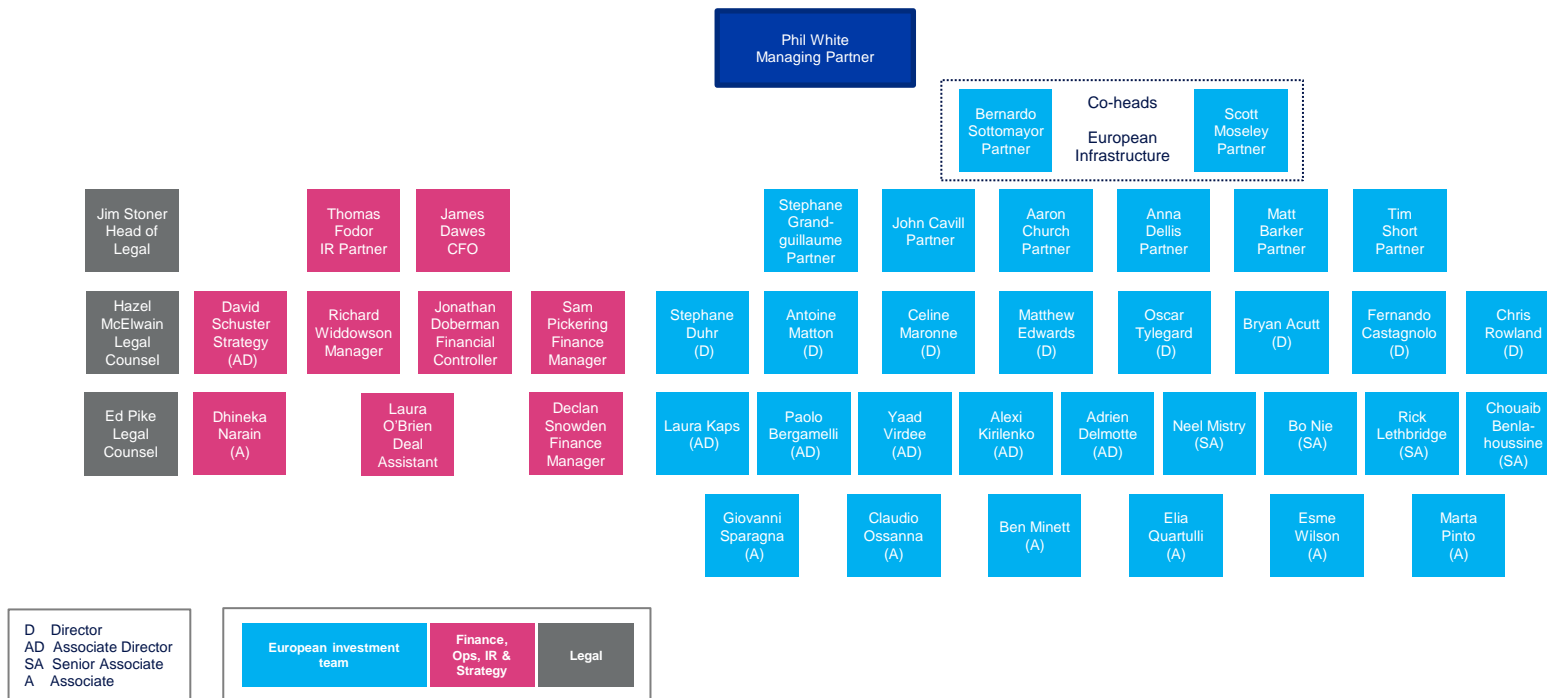 Phil White
Managing Partner
Bernardo
Sottomayor
Partner
Co-heads
European
Infrastructure
Scott
Moseley
Partner
Jim Stoner
Head of
Legal
Thomas
Fodor
IR Partner
James
Dawes
CFO
Stephane
Grand-
guillaume
Partner
John Cavill
Partner
Aaron
Church
Partner
Anna
Dellis
Partner
Matt
Barker
Partner
Tim
Short
Partner
Hazel
McElwain
Legal
Counsel
David
Schuster
Strategy
(AD)
Richard
Widdowson
Manager
Jonathan
Doberman
Financial
Controller
Sam
Pickering
Finance
Manager
Stephane
Duhr
(D)
Antoine
Matton
(D)
Celine
Maronne
(D)
Matthew
Edwards
(D)
Oscar
Tylegard
(D)
Bryan Acutt
(D)
Fernando
Castagnolo
(D)
Chris
Rowland
(D)
Ed Pike
Legal
Counsel
Dhineka
Narain
(A)
Laura
O'Brien
Deal
Assistant
Declan
Snowden
Finance
Manager
Laura Kaps
(AD)
Paolo
Bergamelli
(AD)
Yaad
Virdee
(AD)
Alexi
Kirilenko
(AD)
Adrien
Delmotte
(AD)
Neel Mistry
(SA)
Bo Nie
(SA)
Rick
Lethbridge
(SA)
Chouaib
Benla-
houssine
(SA)
Giovanni
Sparagna
(A)
Claudio
Ossanna
(A)
Ben Minett
(A)
Elia
Quartulli
(A)
Esme
Wilson
(A)
Marta
Pinto
(A)
D Director
AD Associate Director
SA Senior Associate
A Associate
European investment
team
Finance,
Ops, IR &
Strategy
Legal